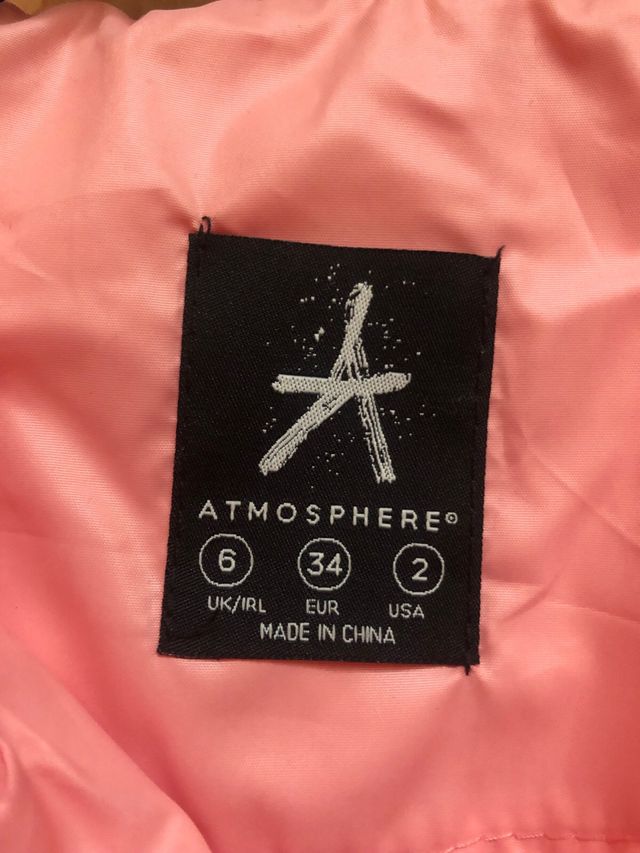 ATMOSPHERE©
6 34 2
UK/IRL EUR USA
MADE IN CHINA